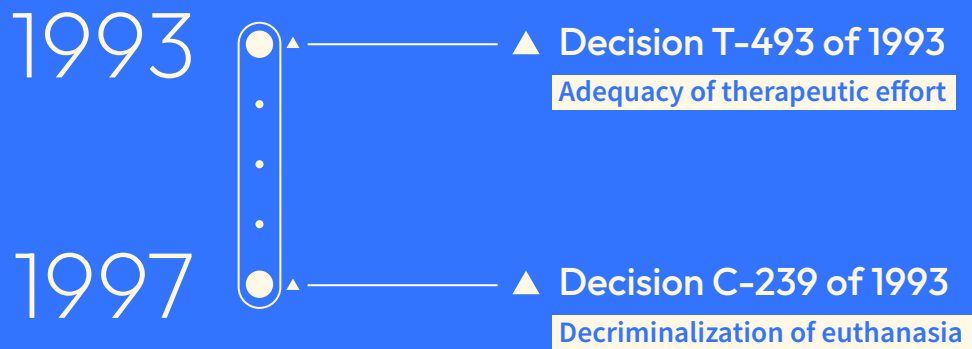 1993
Decision T-493 of 1993
Adequacy of therapeutic effort
1997
Decision C-239 of 1993
Decriminalization of euthanasia